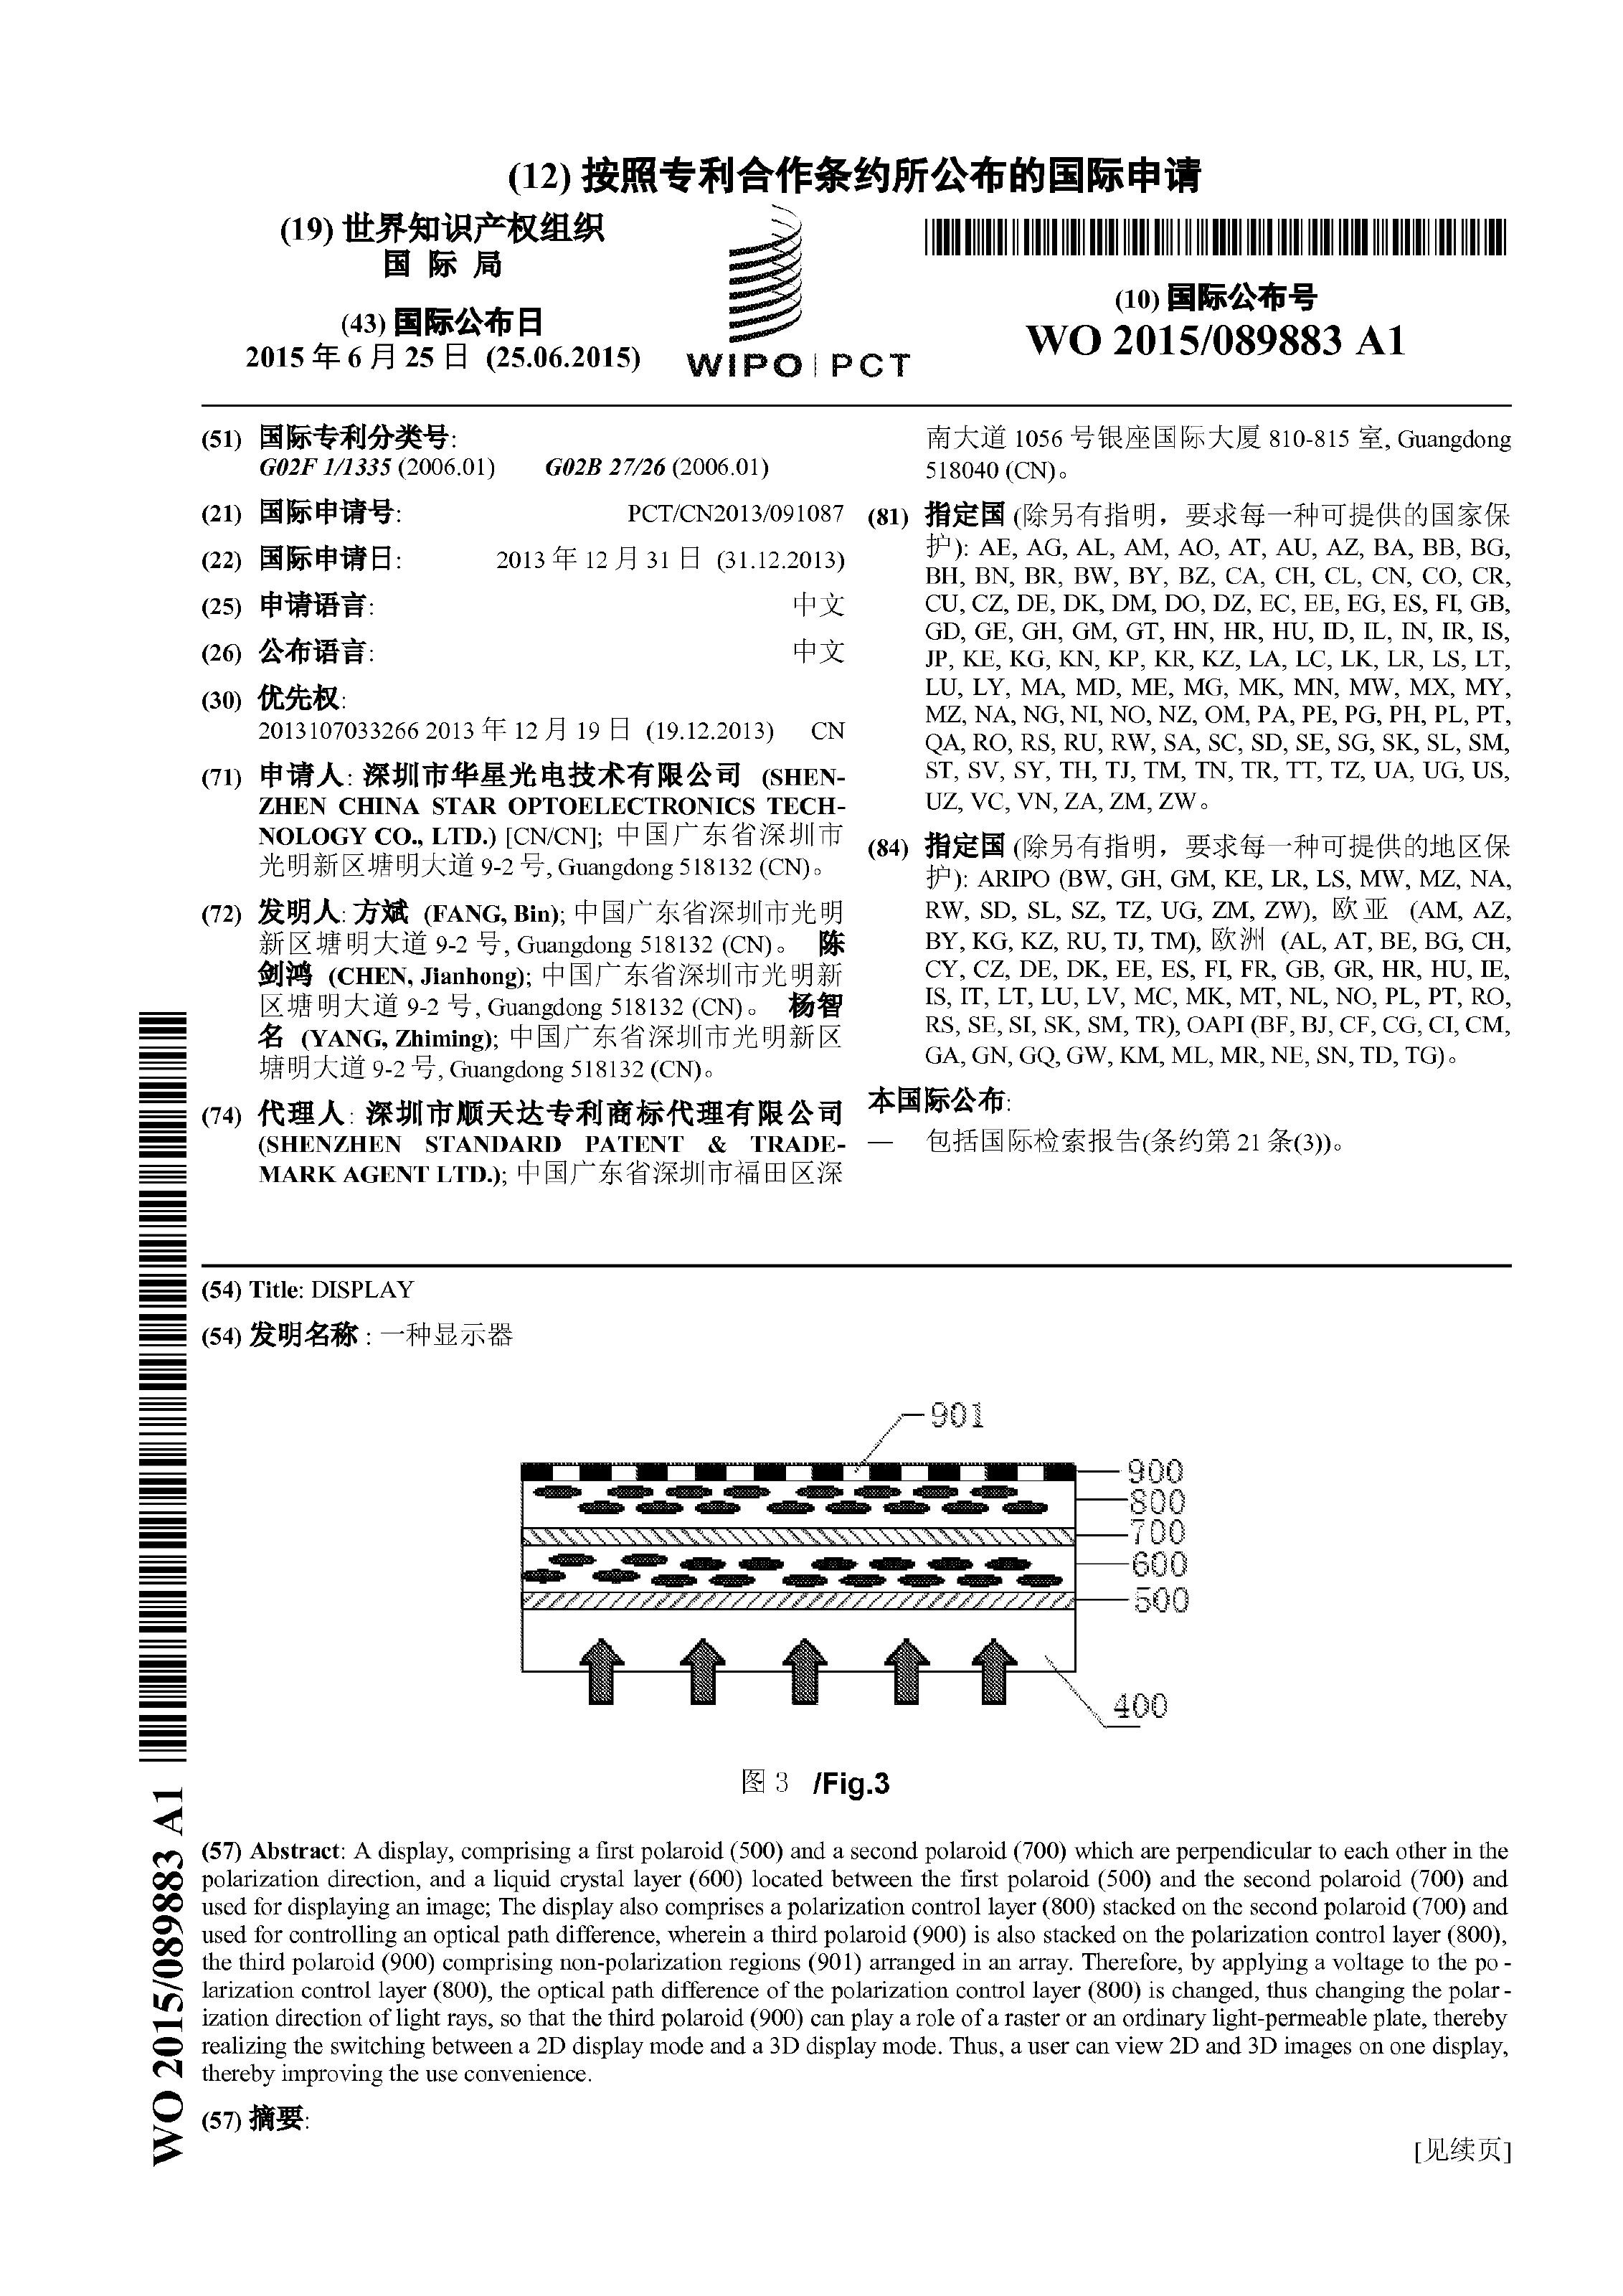 (12) 按照专利合作条约所公布的国际申请
(19) 世界知识产权组织
国 际 局
(43) 国际公布日
2015 年 6 月 25 日 (25.06.2015)
WIPO | PCT
(10) 国际公布号
WO 2015/089883 A1
(51) 国际专利分类号:
G02F 1/1335 (2006.01) G02B 27/26 (2006.01)
(21) 国际申请号: PCT/CN2013/091087
(22) 国际申请日: 2013 年 12 月 31 日 (31.12.2013)
(25) 申请语言: 中文
(26) 公布语言: 中文
(30) 优先权:
2013107033266 2013 年 12 月 19 日 (19.12.2013) CN
(71) 申请人: 深圳市华星光电技术有限公司 (SHEN-
ZHEN CHINA STAR OPTOELECTRONICS TECH-
NOLOGY CO., LTD.) [CN/CN]; 中国广东省深圳市
光明新区塘明大道 9-2 号, Guangdong 518132 (CN)。
(72) 发明人: 方斌 (FANG, Bin); 中国广东省深圳市光明
新区塘明大道 9-2 号, Guangdong 518132 (CN)。 陈
剑鸿 (CHEN, Jianhong); 中国广东省深圳市光明新
区塘明大道 9-2 号, Guangdong 518132 (CN)。 杨智
名 (YANG, Zhiming); 中国广东省深圳市光明新区
塘明大道 9-2 号, Guangdong 518132 (CN)。
(74) 代理人: 深圳市顺天达专利商标代理有限公司
(SHENZHEN STANDARD PATENT & TRADE-
MARK AGENT LTD.); 中国广东省深圳市福田区深
南大道 1056 号银座国际大厦 810-815 室, Guangdong
518040 (CN)。
(81) 指定国 (除另有指明，要求每一种可提供的国家保
护): AE, AG, AL, AM, AO, AT, AU, AZ, BA, BB, BG,
BH, BN, BR, BW, BY, BZ, CA, CH, CL, CN, CO, CR,
CU, CZ, DE, DK, DM, DO, DZ, EC, EE, EG, ES, FI, GB,
GD, GE, GH, GM, GT, HN, HR, HU, ID, IL, IN, IR, IS,
JP, KE, KG, KN, KP, KR, KZ, LA, LC, LK, LR, LS, LT,
LU, LY, MA, MD, ME, MG, MK, MN, MW, MX, MY,
MZ, NA, NG, NI, NO, NZ, OM, PA, PE, PG, PH, PL, PT,
QA, RO, RS, RU, RW, SA, SC, SD, SE, SG, SK, SL, SM,
ST, SV, SY, TH, TJ, TM, TN, TR, TT, TZ, UA, UG, US,
UZ, VC, VN, ZA, ZM, ZW。
(84) 指定国 (除另有指明，要求每一种可提供的地区保
护): ARIPO (BW, GH, GM, KE, LR, LS, MW, MZ, NA,
RW, SD, SL, SZ, TZ, UG, ZM, ZW), 欧亚 (AM, AZ,
BY, KG, KZ, RU, TJ, TM), 欧洲 (AL, AT, BE, BG, CH,
CY, CZ, DE, DK, EE, ES, FI, FR, GB, GR, HR, HU, IE,
IS, IT, LT, LU, LV, MC, MK, MT, NL, NO, PL, PT, RO,
RS, SE, SI, SK, SM, TR), OAPI (BF, BJ, CF, CG, CI, CM,
GA, GN, GQ, GW, KM, ML, MR, NE, SN, TD, TG)。
本国际公布:
— 包括国际检索报告(条约第 21 条(3))。
(54) Title: DISPLAY
(54) 发明名称 : 一种显示器
901
900
800
700
600
500
400
图 3 /Fig.3
(57) Abstract: A display, comprising a first polaroid (500) and a second polaroid (700) which are perpendicular to each other in the
polarization direction, and a liquid crystal layer (600) located between the first polaroid (500) and the second polaroid (700) and
used for displaying an image; The display also comprises a polarization control layer (800) stacked on the second polaroid (700) and
used for controlling an optical path difference, wherein a third polaroid (900) is also stacked on the polarization control layer (800),
the third polaroid (900) comprising non-polarization regions (901) arranged in an array. Therefore, by applying a voltage to the po -
larization control layer (800), the optical path difference of the polarization control layer (800) is changed, thus changing the polar -
ization direction of light rays, so that the third polaroid (900) can play a role of a raster or an ordinary light-permeable plate, thereby
realizing the switching between a 2D display mode and a 3D display mode. Thus, a user can view 2D and 3D images on one display,
thereby improving the use convenience.
(57) 摘要:
[见续页]
WO 2015/089883 A1